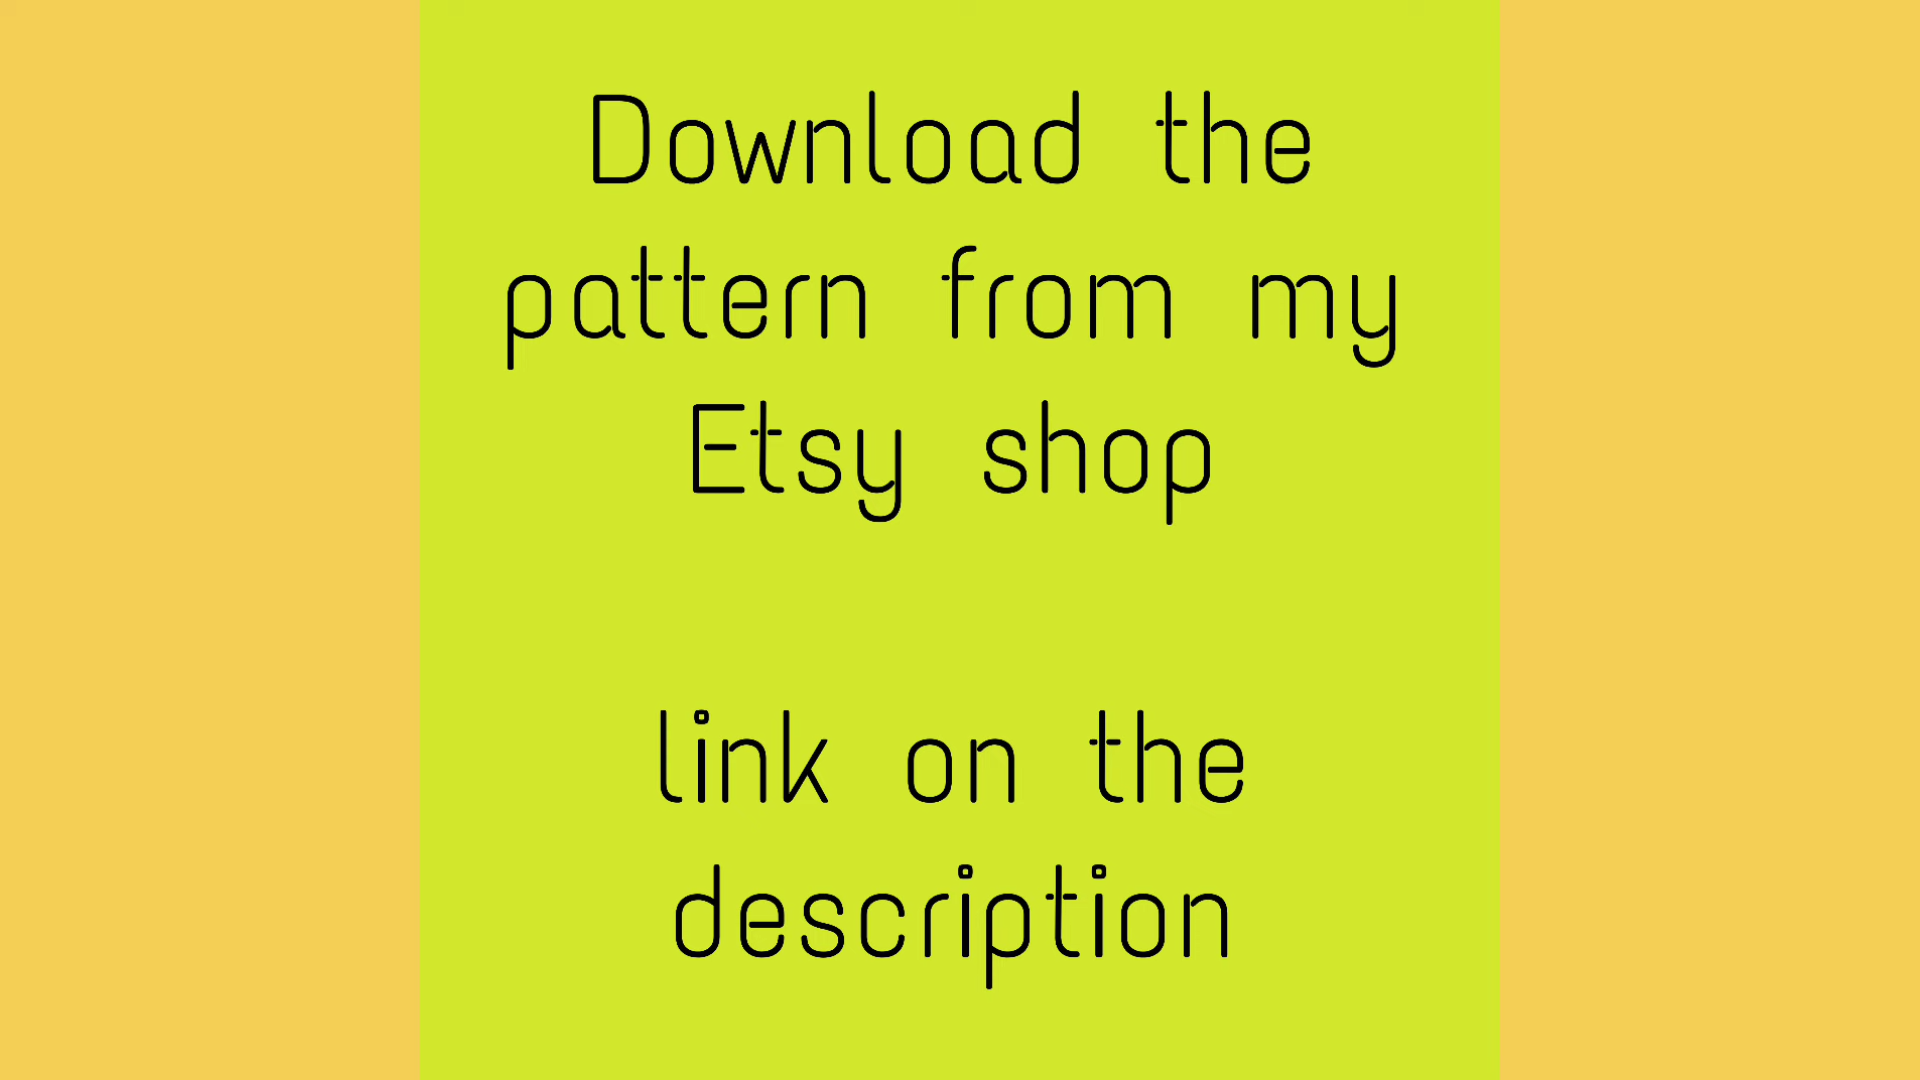 Download the
pattern from my
Etsy shop
link on the
description